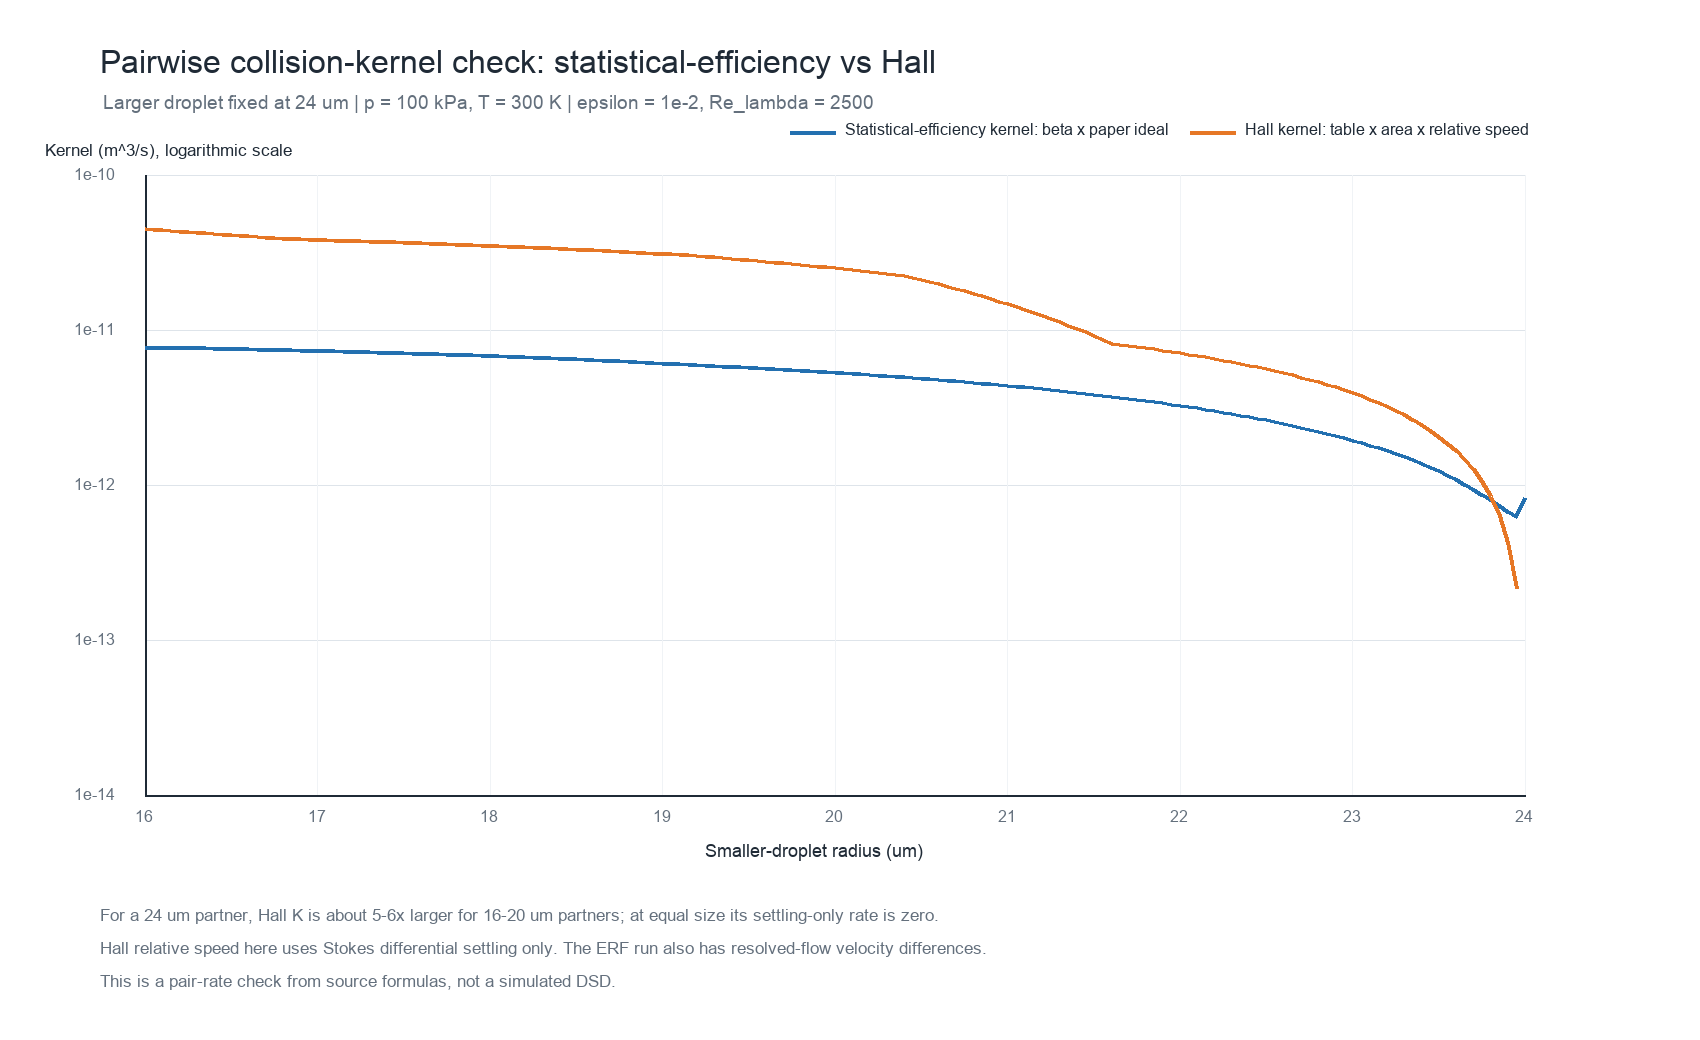 Pairwise collision-kernel check: statistical-efficiency vs Hall
Larger droplet fixed at 24 um | p = 100 kPa, T = 300 K | epsilon = 1e-2, Re_lambda = 2500
Statistical-efficiency kernel: beta x paper ideal
Hall kernel: table x area x relative speed
Kernel (m^3/s), logarithmic scale
1e-10
1e-11
1e-12
1e-13
1e-14
16 17 18 19 20 21 22 23 24
Smaller-droplet radius (um)
For a 24 um partner, Hall K is about 5-6x larger for 16-20 um partners; at equal size its settling-only rate is zero.
Hall relative speed here uses Stokes differential settling only. The ERF run also has resolved-flow velocity differences.
This is a pair-rate check from source formulas, not a simulated DSD.